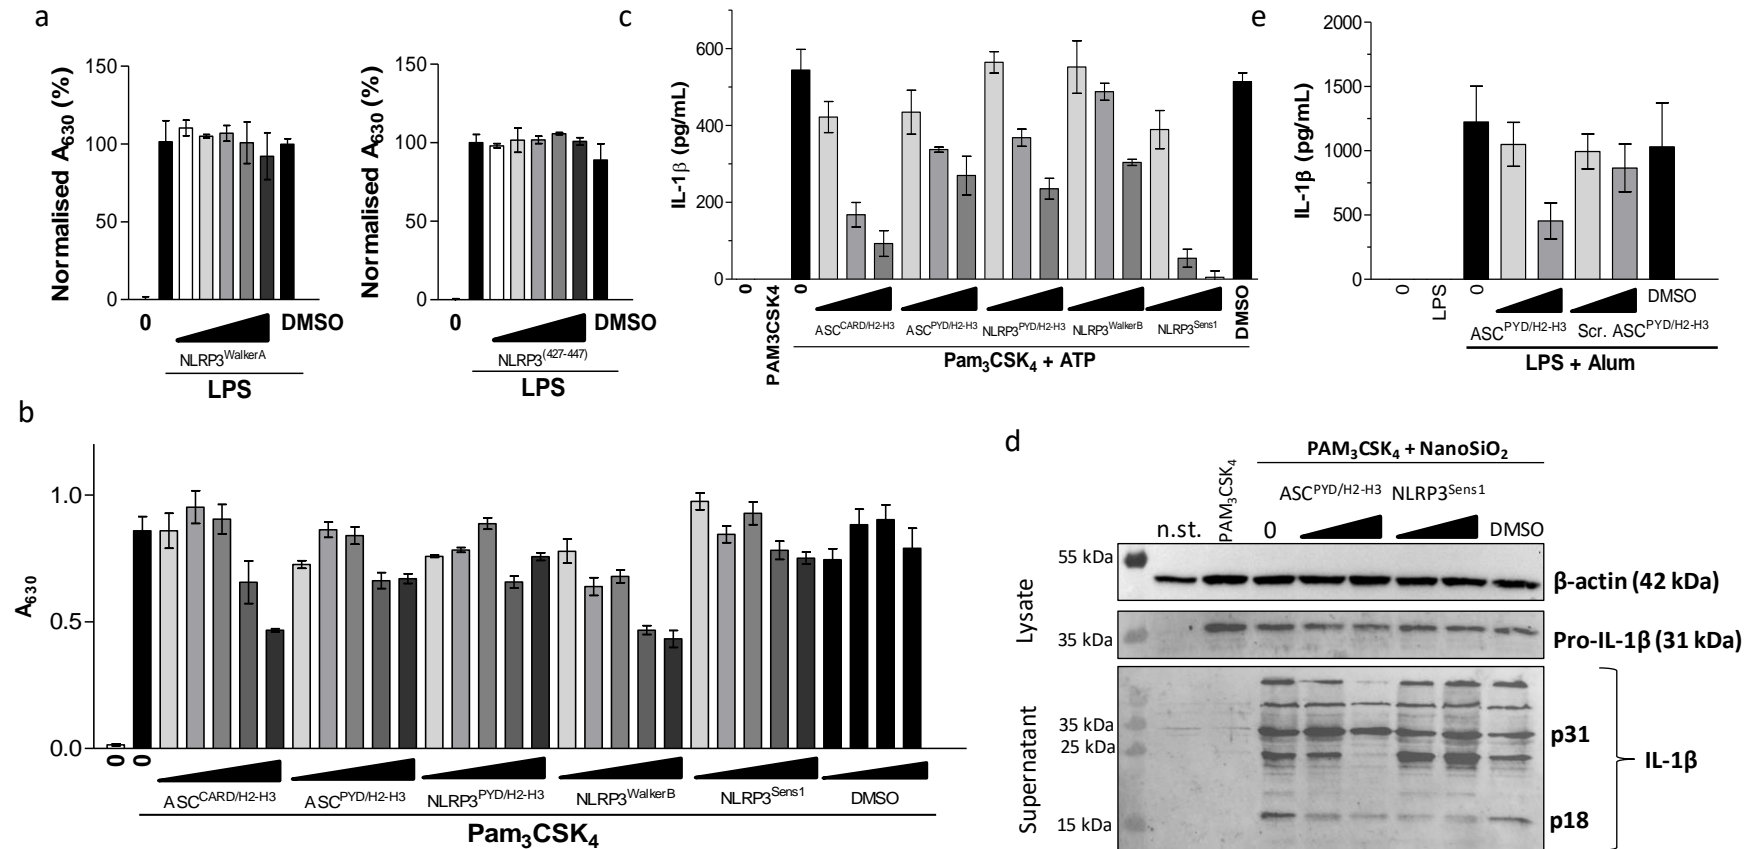 a
Normalised A630 (%)
150
100
50
0
0
DMSO
NLRP3WalkerA
LPS
Normalised A630 (%)
150
100
50
0
0
DMSO
NLRP3(427-447)
LPS
c
IL-1β (pg/mL)
600
400
200
0
0
PAM3CSK4
0
ASCCARD/H2-H3
ASCPYD/H2-H3
NLRP3PYD/H2-H3
NLRP3WalkerB
NLRP3Sens1
DMSO
Pam3CSK4 + ATP
e
IL-1β (pg/mL)
2000
1500
1000
500
0
0
LPS
0
DMSO
ASCPYD/H2-H3
Scr. ASCPYD/H2-H3
LPS + Alum
b
A630
1.0
0.5
0.0
0
0
ASCCARD/H2-H3
ASCPYD/H2-H3
NLRP3PYD/H2-H3
NLRP3WalkerB
NLRP3Sens1
DMSO
Pam3CSK4
d
PAM3CSK4 + NanoSiO2
ASCPYD/H2-H3
NLRP3Sens1
n.st.
PAM3CSK4
0
DMSO
Lysate
55 kDa
β-actin (42 kDa)
35 kDa
Pro-IL-1β (31 kDa)
Supernatant
35 kDa
25 kDa
15 kDa
p31
p18
IL-1β